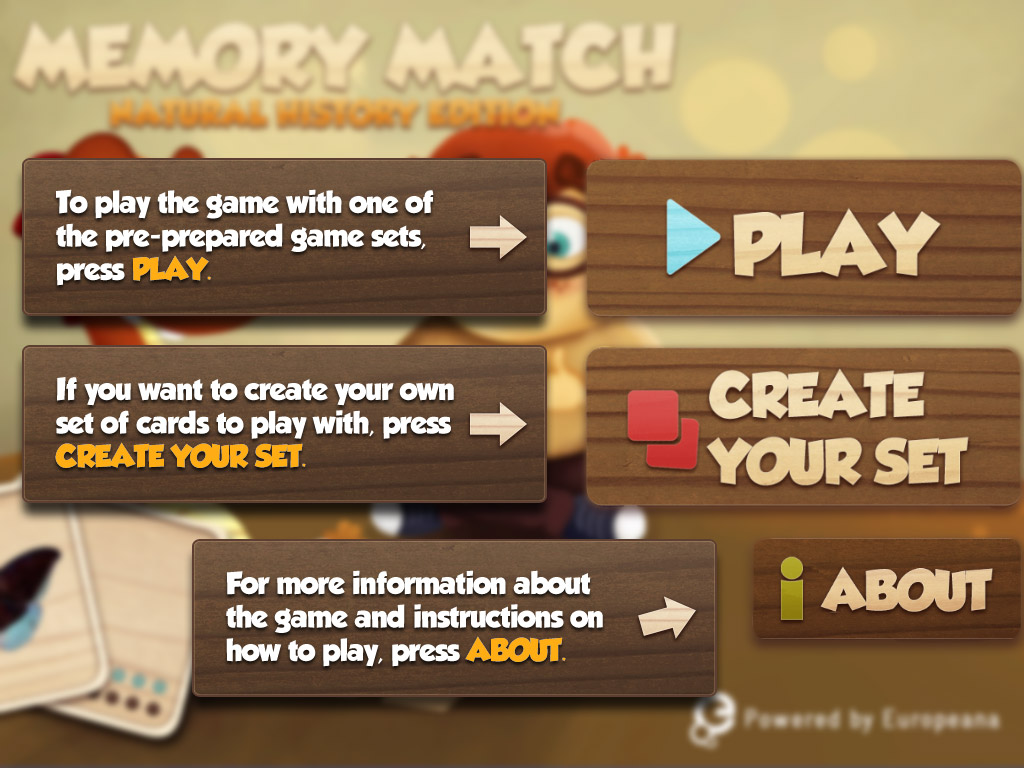 MEMORY MATCH
NATURAL HISTORY EDITION
To play the game with one of
the pre-prepared game sets,
press PLAY.
PLAY
If you want to create your own
set of cards to play with, press
CREATE YOUR SET.
CREATE
YOUR SET
For more information about
the game and instructions on
how to play, press ABOUT.
i ABOUT
Powered by Europeana